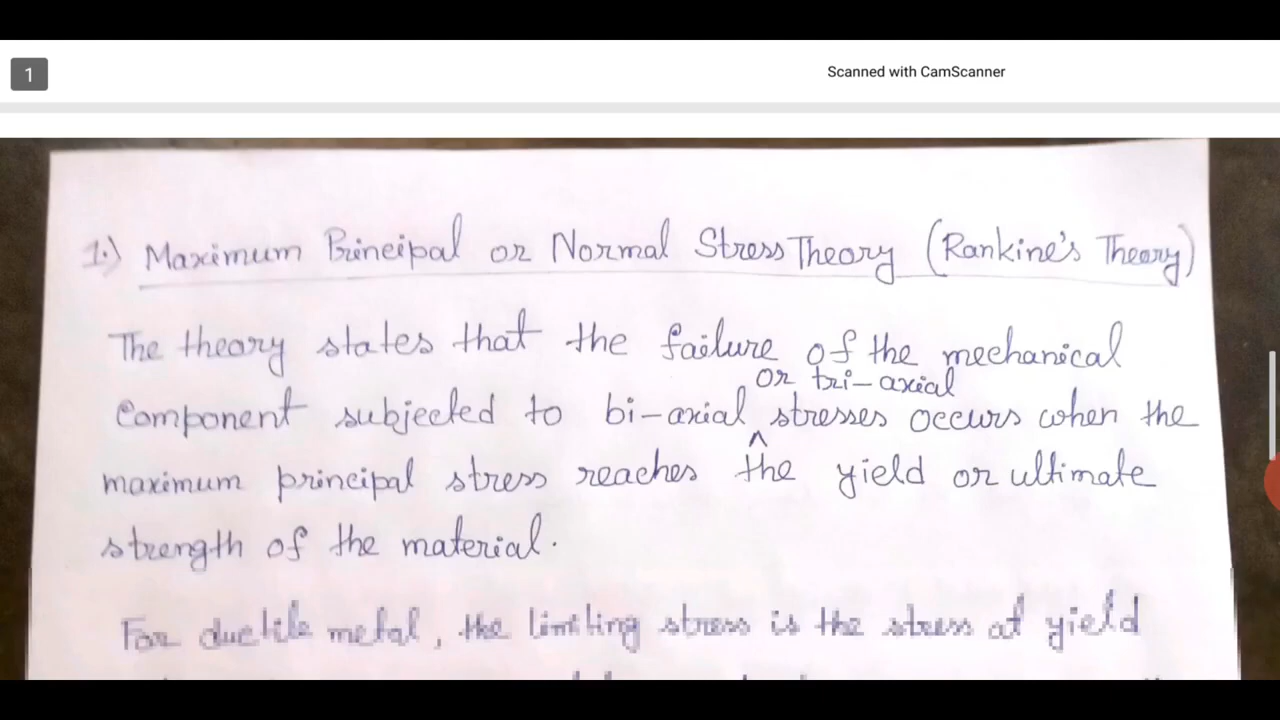 1
Scanned with CamScanner
1.) Maximum Principal or Normal Stress Theory (Rankine's Theory)
The theory states that the failure of the mechanical
or tri-axial
component subjected to bi-axial ^ stresses occurs when the
maximum principal stress reaches the yield or ultimate
strength of the material.
For ductile metal, the limiting stress is the stress at yield